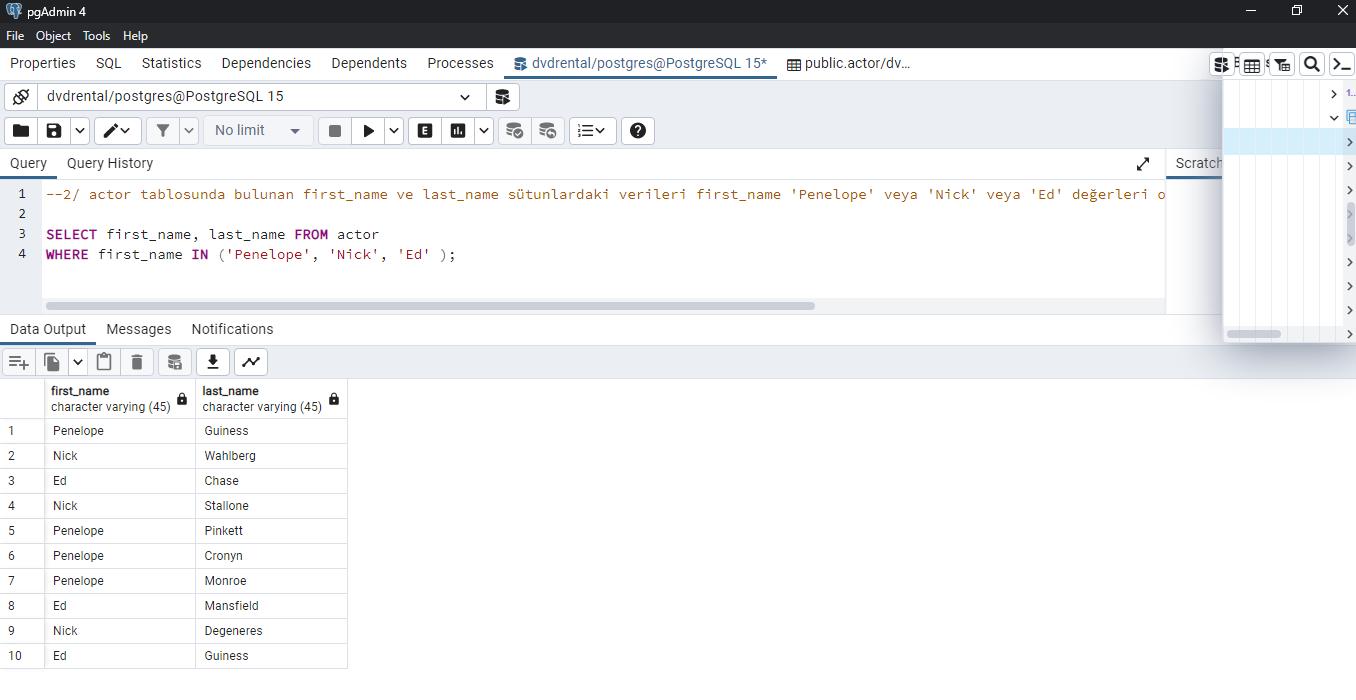 pgAdmin 4
File Object Tools Help
Properties SQL Statistics Dependencies Dependents Processes dvdrental/postgres@PostgreSQL 15* public.actor/dv...
dvdrental/postgres@PostgreSQL 15
No limit E
Query Query History Scratch
1 --2/ actor tablosunda bulunan first_name ve last_name sütunlardaki verileri first_name 'Penelope' veya 'Nick' veya 'Ed' değerleri o
2
3 SELECT first_name, last_name FROM actor
4 WHERE first_name IN ('Penelope', 'Nick', 'Ed' );
Data Output Messages Notifications
first_name last_name
character varying (45) character varying (45)
1 Penelope Guiness
2 Nick Wahlberg
3 Ed Chase
4 Nick Stallone
5 Penelope Pinkett
6 Penelope Cronyn
7 Penelope Monroe
8 Ed Mansfield
9 Nick Degeneres
10 Ed Guiness